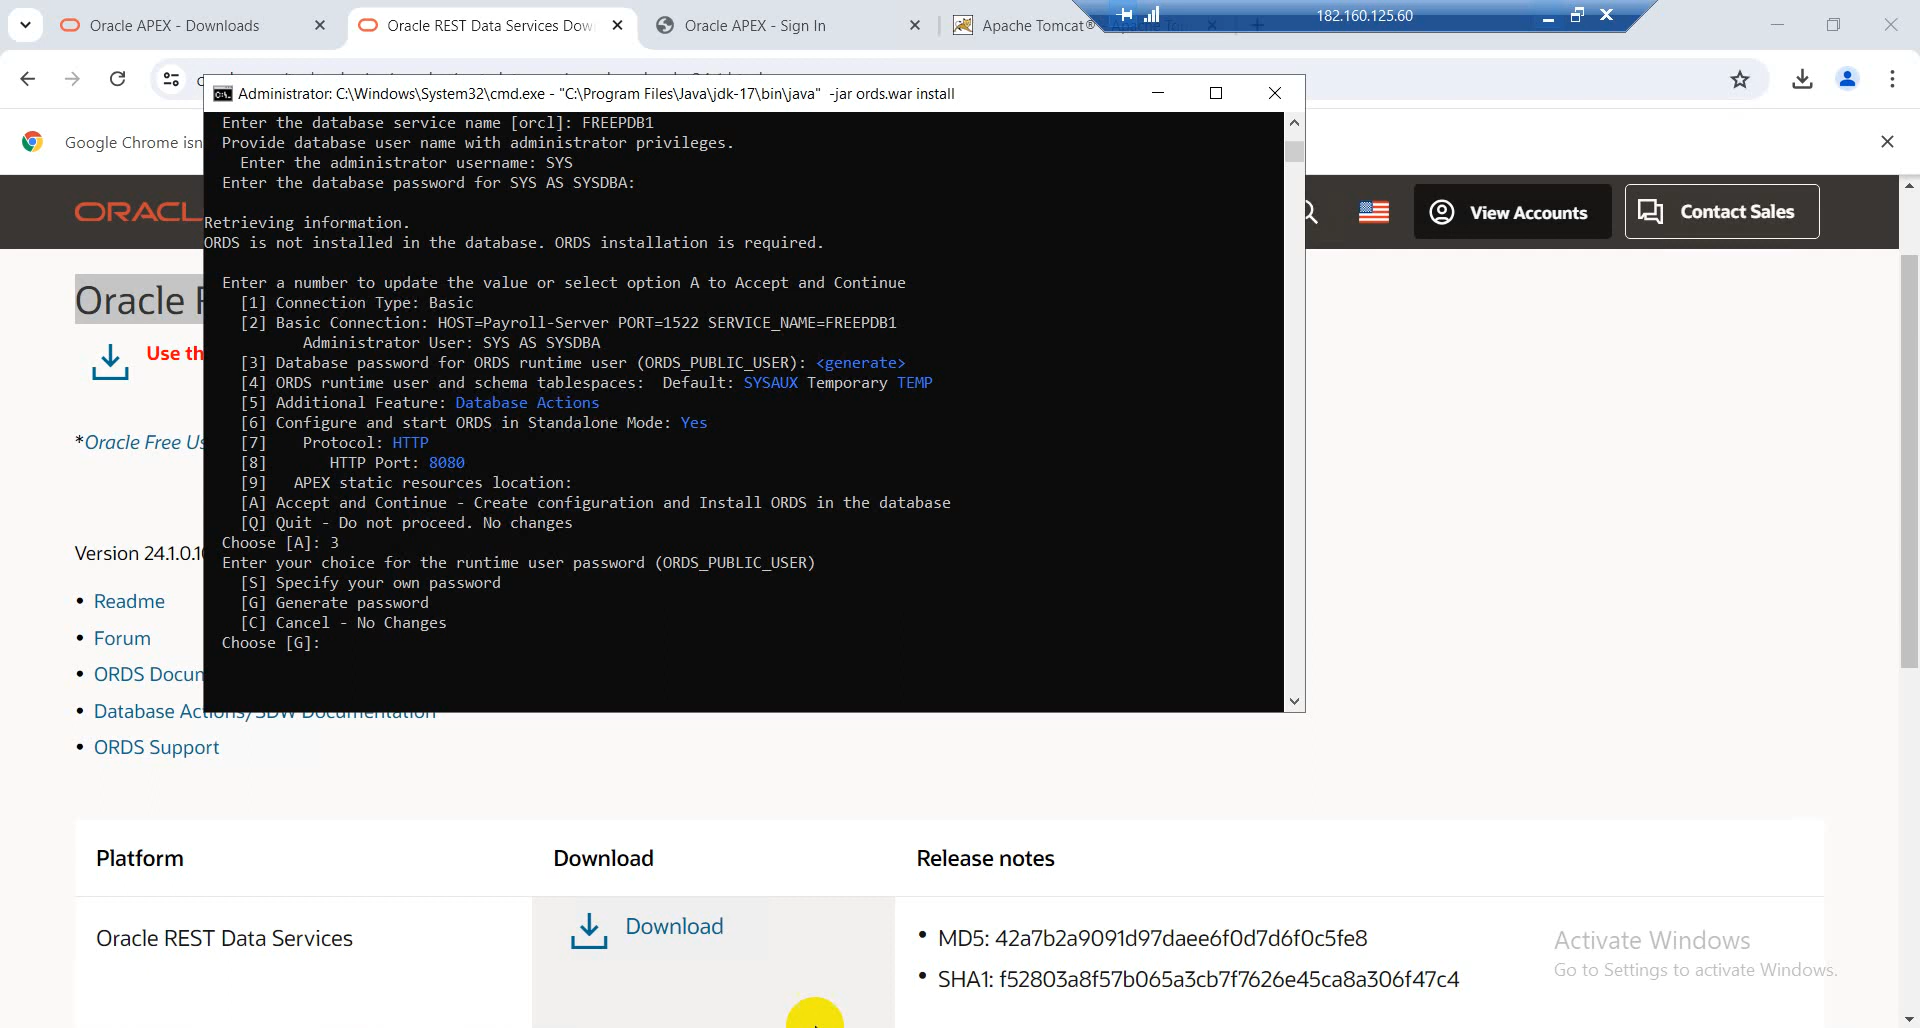 Oracle APEX - Downloads
Oracle REST Data Services Dow
Oracle APEX - Sign In
Apache Tomcat®
182.160.125.60
Google Chrome isn
Administrator: C:\Windows\System32\cmd.exe - "C:\Program Files\Java\jdk-17\bin\java" -jar ords.war install
Enter the database service name [orcl]: FREEPDB1
Provide database user name with administrator privileges.
Enter the administrator username: SYS
Enter the database password for SYS AS SYSDBA:
Retrieving information.
ORDS is not installed in the database. ORDS installation is required.
Enter a number to update the value or select option A to Accept and Continue
[1] Connection Type: Basic
[2] Basic Connection: HOST=Payroll-Server PORT=1522 SERVICE_NAME=FREEPDB1
Administrator User: SYS AS SYSDBA
[3] Database password for ORDS runtime user (ORDS_PUBLIC_USER): <generate>
[4] ORDS runtime user and schema tablespaces: Default: SYSAUX Temporary TEMP
[5] Additional Feature: Database Actions
[6] Configure and start ORDS in Standalone Mode: Yes
[7] Protocol: HTTP
[8] HTTP Port: 8080
[9] APEX static resources location:
[A] Accept and Continue - Create configuration and Install ORDS in the database
[Q] Quit - Do not proceed. No changes
Choose [A]: 3
Enter your choice for the runtime user password (ORDS_PUBLIC_USER)
[S] Specify your own password
[G] Generate password
[C] Cancel - No Changes
Choose [G]:
ORACL
View Accounts
Contact Sales
Oracle R
Use th
*Oracle Free Us
Version 24.1.0.10
• Readme
• Forum
• ORDS Docum
• Database Actions/SDW Documentation
• ORDS Support
Platform
Download
Release notes
Oracle REST Data Services
Download
• MD5: 42a7b2a9091d97daee6f0d7d6f0c5fe8
• SHA1: f52803a8f57b065a3cb7f7626e45ca8a306f47c4
Activate Windows
Go to Settings to activate Windows.